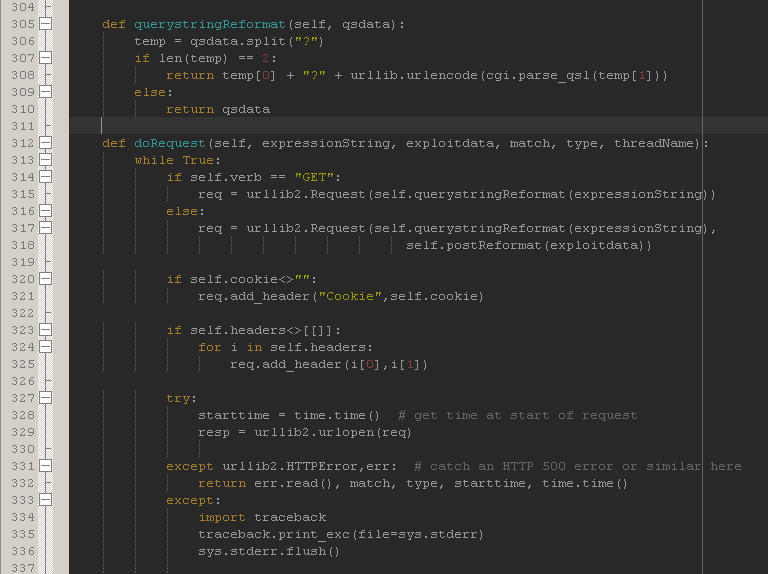 304
305 def querystringReformat(self, qsdata):
306 temp = qsdata.split("?")
307 if len(temp) == 2:
308 return temp[0] + "?" + urllib.urlencode(cgi.parse_qsl(temp[1]))
309 else:
310 return qsdata
311
312 def doRequest(self, expressionString, exploitdata, match, type, threadName):
313 while True:
314 if self.verb == "GET":
315 req = urllib2.Request(self.querystringReformat(expressionString))
316 else:
317 req = urllib2.Request(self.querystringReformat(expressionString),
318 self.postReformat(exploitdata))
319
320 if self.cookie<>"":
321 req.add_header("Cookie",self.cookie)
322
323 if self.headers<>[[]]:
324 for i in self.headers:
325 req.add_header(i[0],i[1])
326
327 try:
328 starttime = time.time() # get time at start of request
329 resp = urllib2.urlopen(req)
330
331 except urllib2.HTTPError,err: # catch an HTTP 500 error or similar here
332 return err.read(), match, type, starttime, time.time()
333 except:
334 import traceback
335 traceback.print_exc(file=sys.stderr)
336 sys.stderr.flush()
337